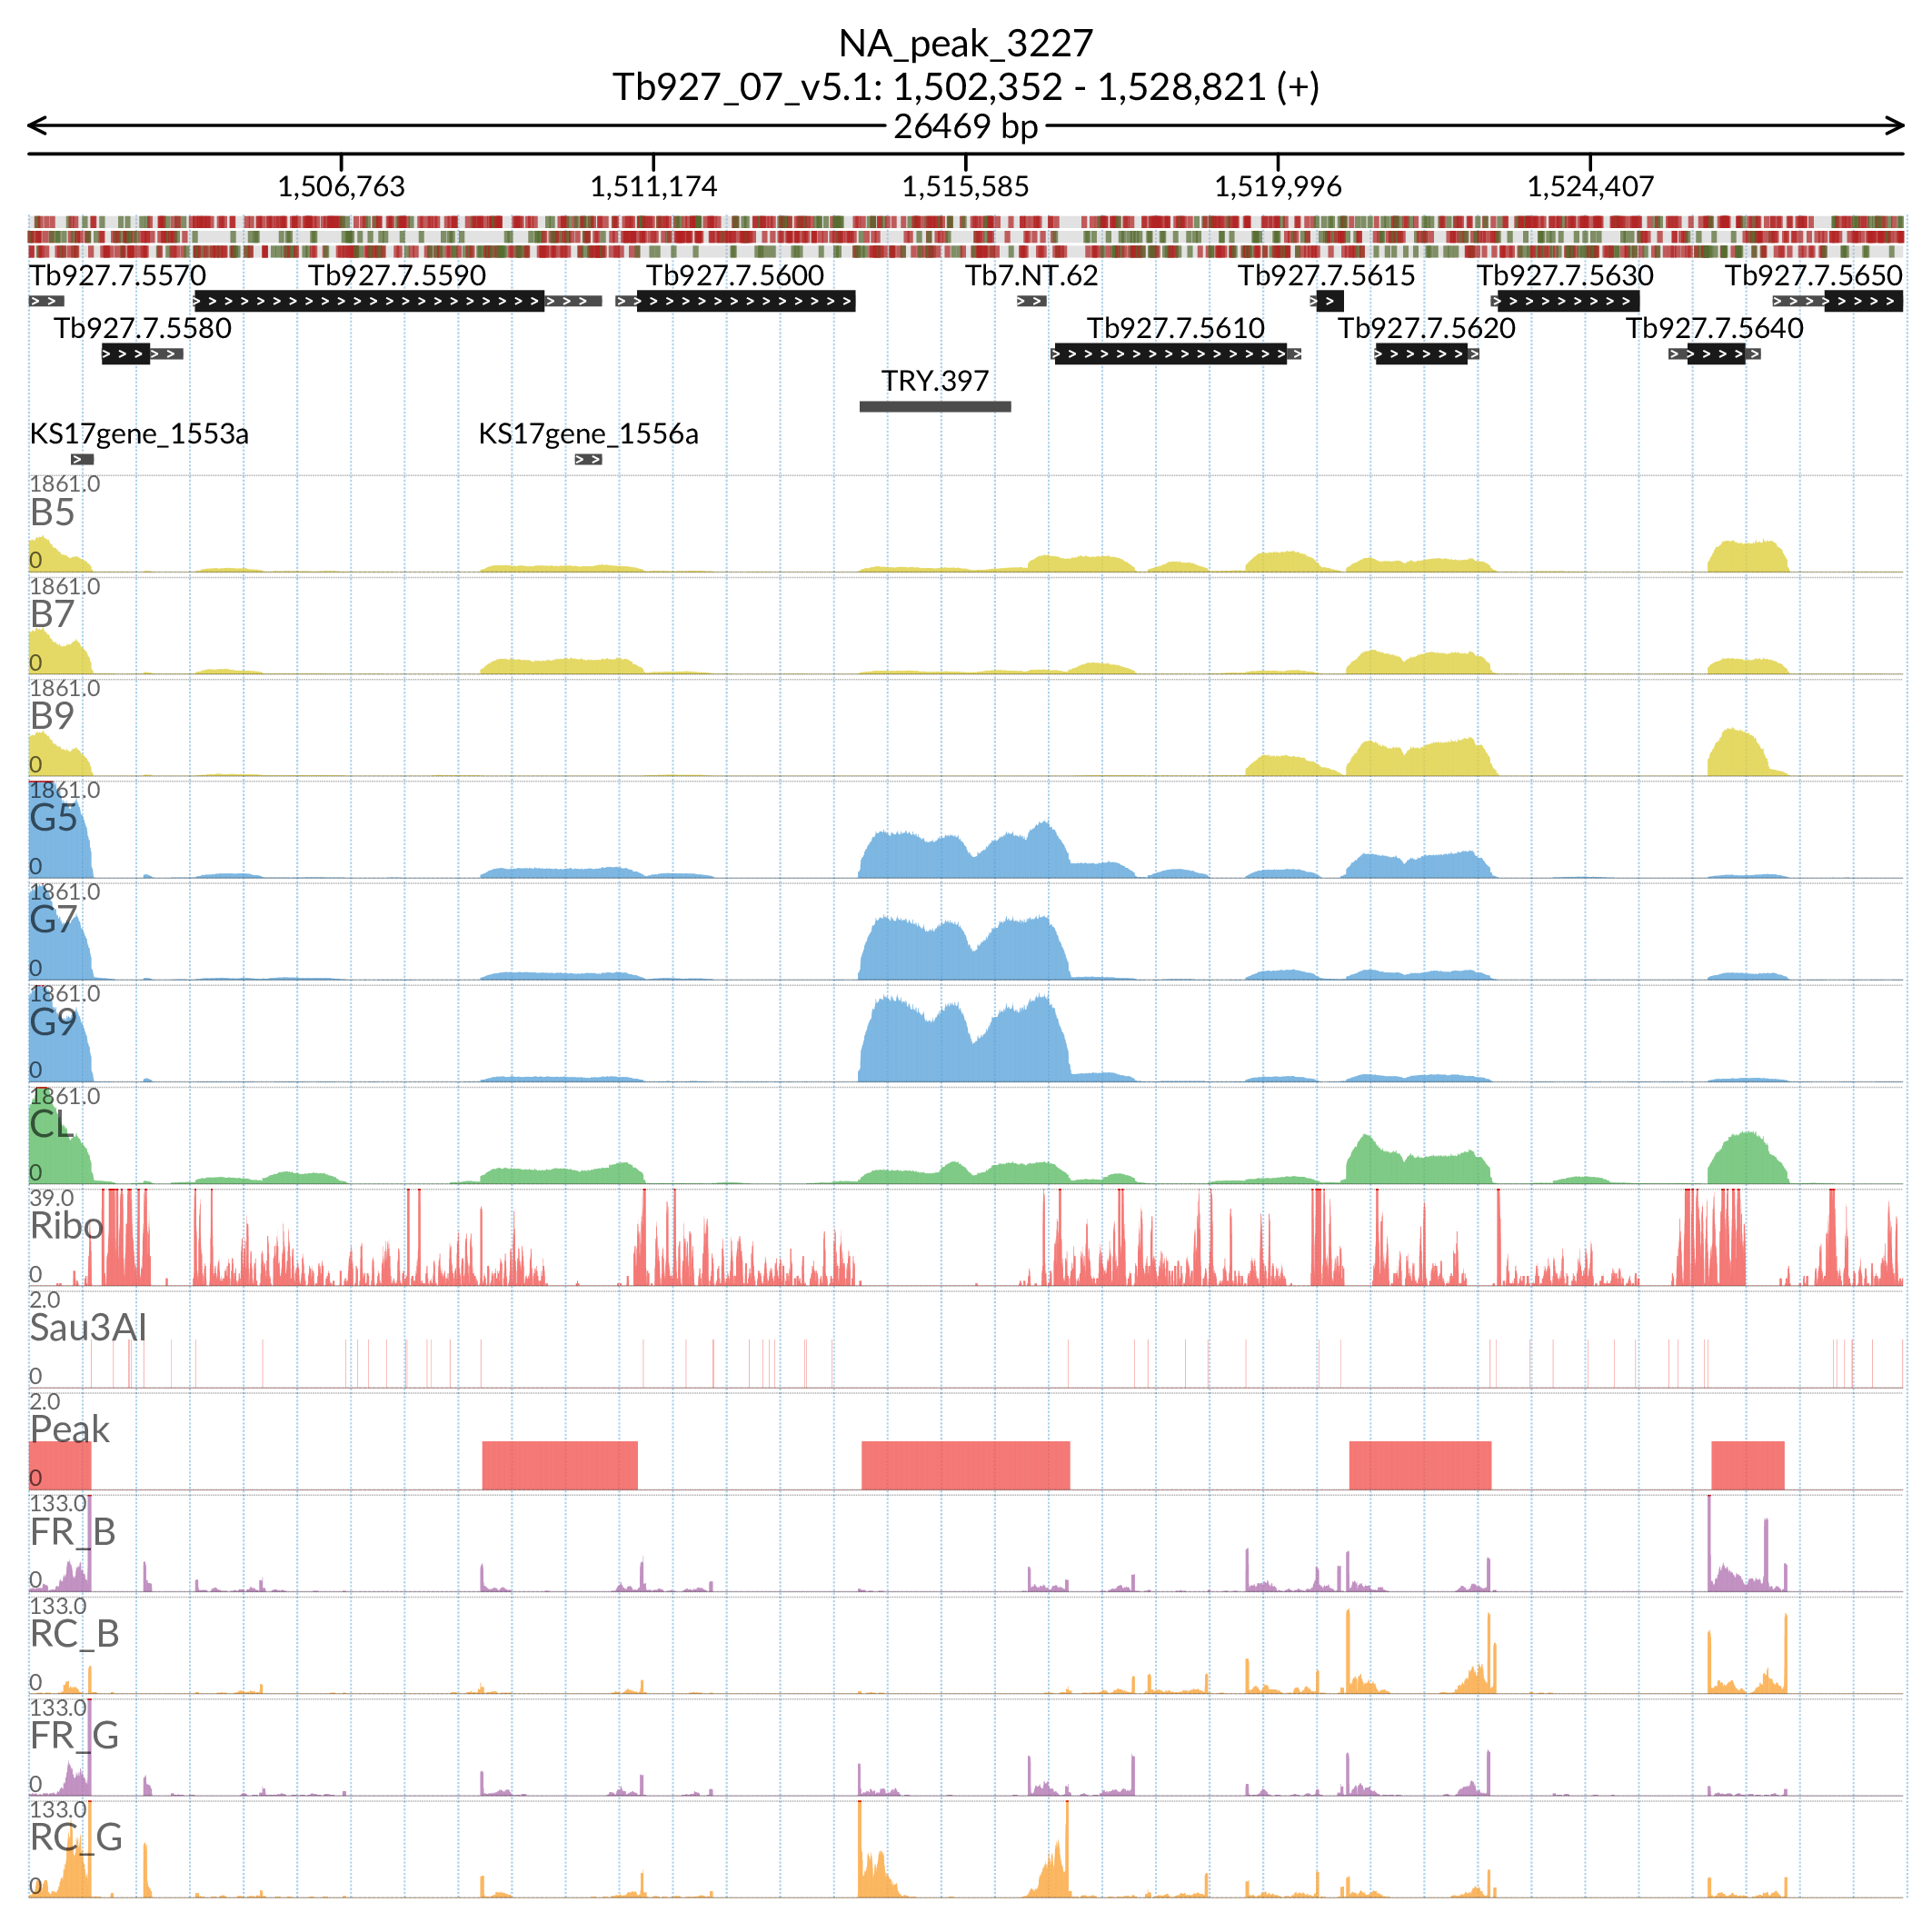 NA_peak_3227
Tb927_07_v5.1: 1,502,352 - 1,528,821 (+)
26469 bp
1,506,763 1,511,174 1,515,585 1,519,996 1,524,407
Tb927.7.5570 Tb927.7.5590 Tb927.7.5600 Tb7.NT.62 Tb927.7.5615 Tb927.7.5630 Tb927.7.5650
Tb927.7.5580 Tb927.7.5610 Tb927.7.5620 Tb927.7.5640
TRY.397
KS17gene_1553a KS17gene_1556a
1861.0
B5
0
1861.0
B7
0
1861.0
B9
0
1861.0
G5
0
1861.0
G7
0
1861.0
G9
0
1861.0
CL
0
39.0
Ribo
0
2.0
Sau3AI
0
2.0
Peak
0
133.0
FR_B
0
133.0
RC_B
0
133.0
FR_G
0
133.0
RC_G
0